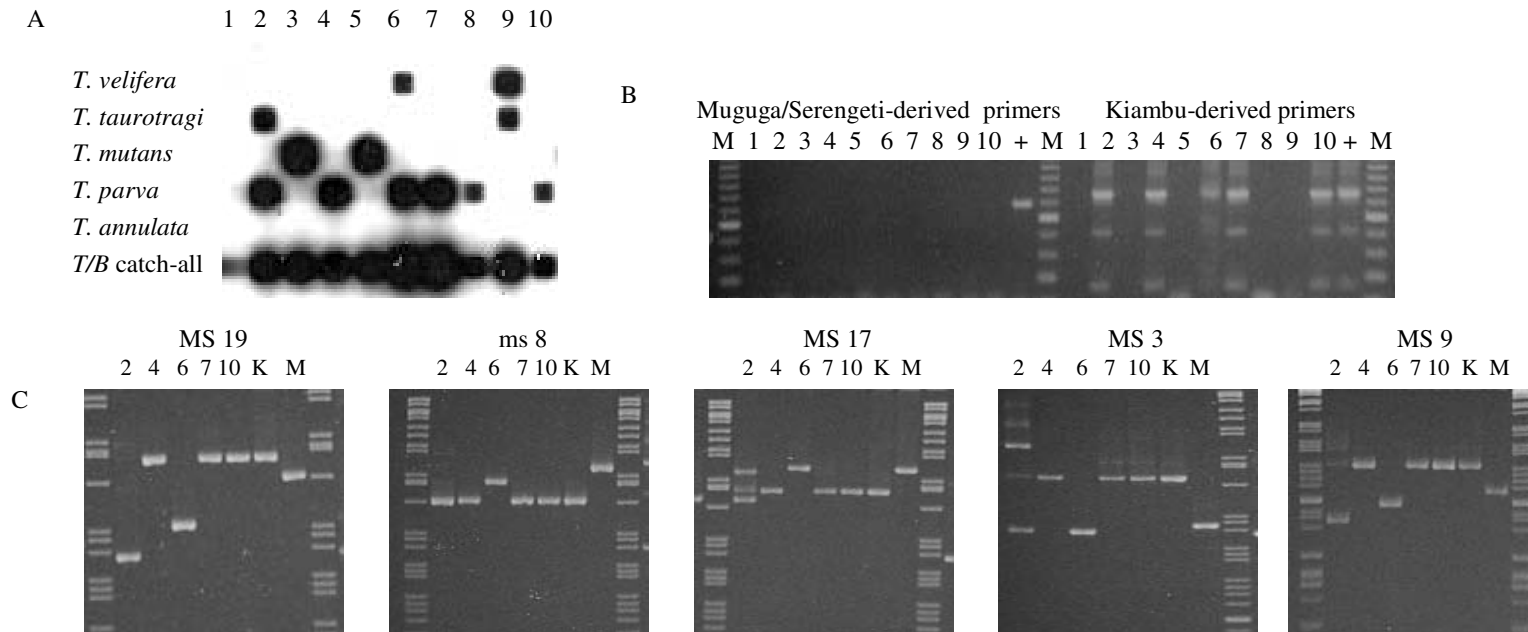 A
1 2 3 4 5 6 7 8 9 10
T. velifera
T. taurotragi
T. mutans
T. parva
T. annulata
T/B catch-all
B
Muguga/Serengeti-derived primers Kiambu-derived primers
M 1 2 3 4 5 6 7 8 9 10 + M 1 2 3 4 5 6 7 8 9 10 + M
MS 19 ms 8 MS 17 MS 3 MS 9
2 4 6 7 10 K M 2 4 6 7 10 K M 2 4 6 7 10 K M 2 4 6 7 10 K M 2 4 6 7 10 K M
C